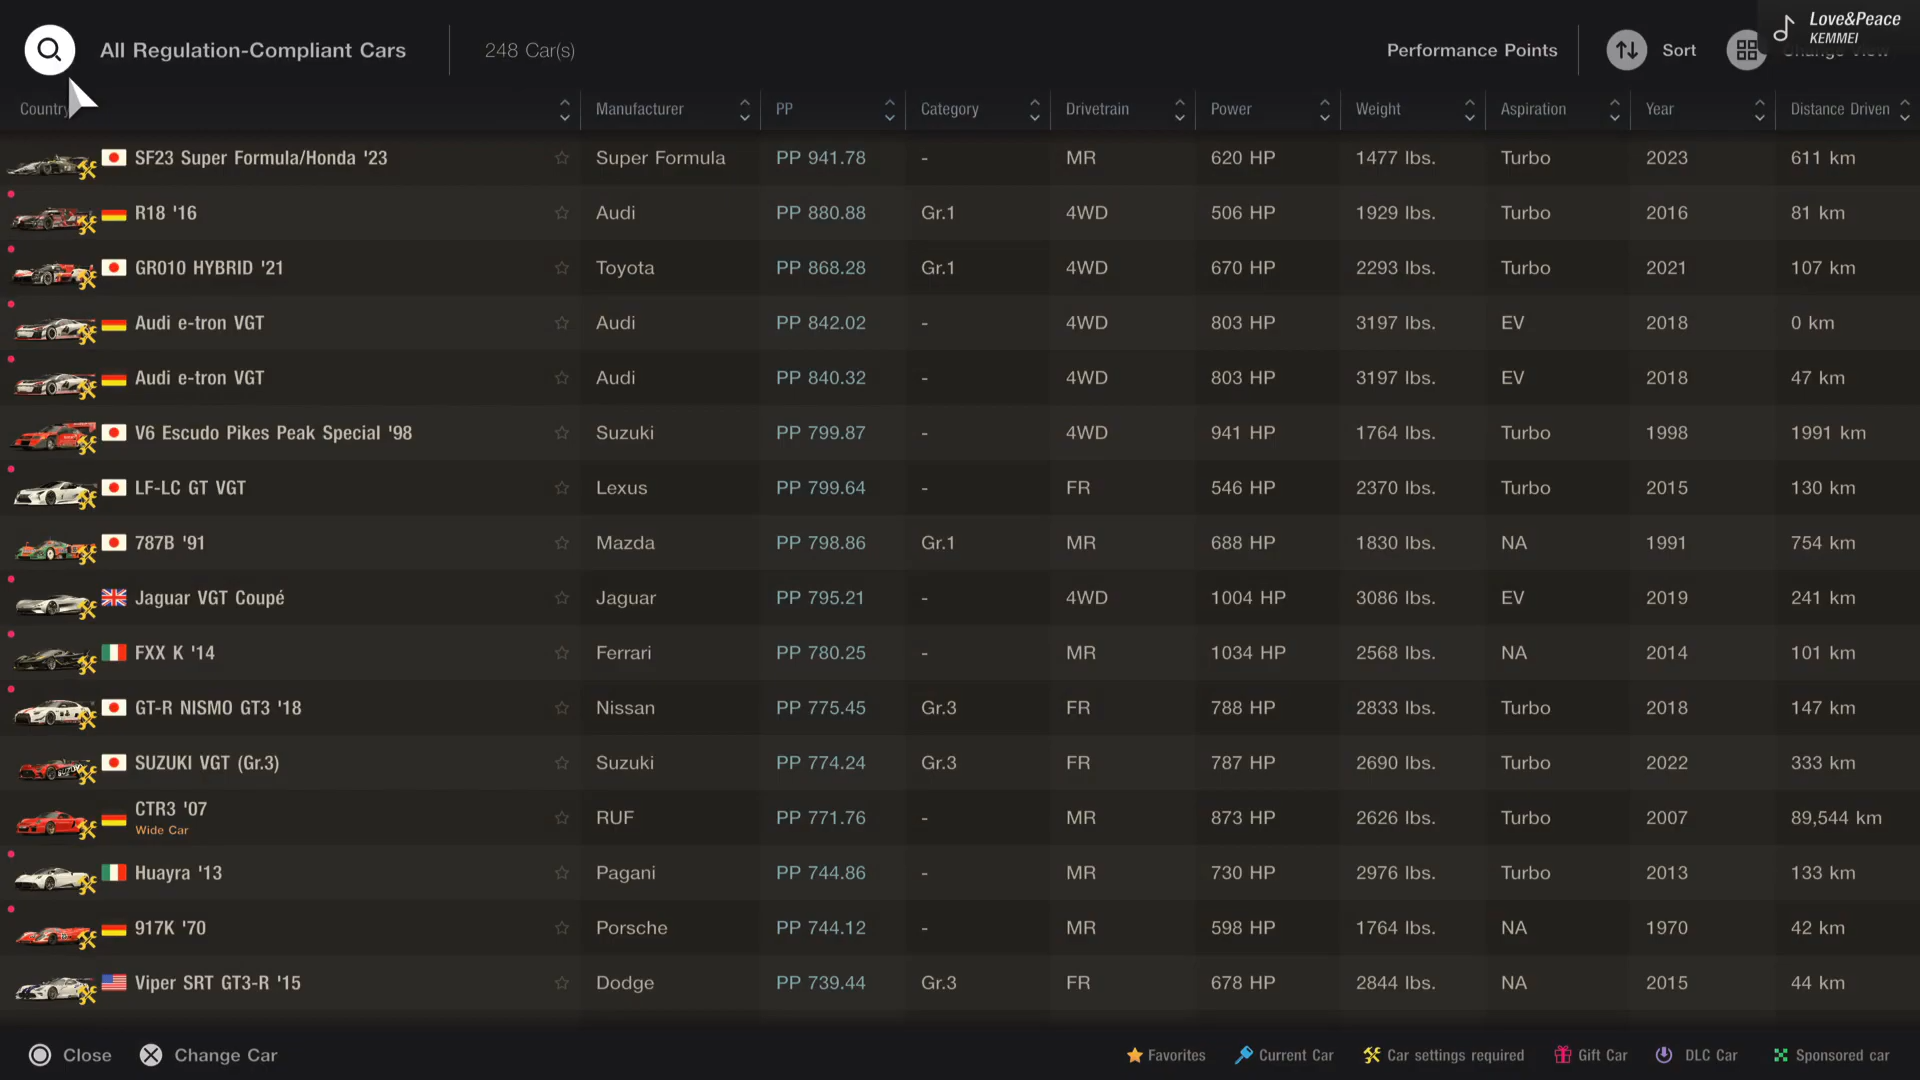 All Regulation-Compliant Cars 248 Car(s) Performance Points Sort
Love&Peace
KEMMEI
Country Manufacturer PP Category Drivetrain Power Weight Aspiration Year Distance Driven
SF23 Super Formula/Honda '23 Super Formula PP 941.78 - MR 620 HP 1477 lbs. Turbo 2023 611 km
R18 '16 Audi PP 880.88 Gr.1 4WD 506 HP 1929 lbs. Turbo 2016 81 km
GR010 HYBRID '21 Toyota PP 868.28 Gr.1 4WD 670 HP 2293 lbs. Turbo 2021 107 km
Audi e-tron VGT Audi PP 842.02 - 4WD 803 HP 3197 lbs. EV 2018 0 km
Audi e-tron VGT Audi PP 840.32 - 4WD 803 HP 3197 lbs. EV 2018 47 km
V6 Escudo Pikes Peak Special '98 Suzuki PP 799.87 - 4WD 941 HP 1764 lbs. Turbo 1998 1991 km
LF-LC GT VGT Lexus PP 799.64 - FR 546 HP 2370 lbs. Turbo 2015 130 km
787B '91 Mazda PP 798.86 Gr.1 MR 688 HP 1830 lbs. NA 1991 754 km
Jaguar VGT Coupé Jaguar PP 795.21 - 4WD 1004 HP 3086 lbs. EV 2019 241 km
FXX K '14 Ferrari PP 780.25 - MR 1034 HP 2568 lbs. NA 2014 101 km
GT-R NISMO GT3 '18 Nissan PP 775.45 Gr.3 FR 788 HP 2833 lbs. Turbo 2018 147 km
SUZUKI VGT (Gr.3) Suzuki PP 774.24 Gr.3 FR 787 HP 2690 lbs. Turbo 2022 333 km
CTR3 '07 RUF PP 771.76 - MR 873 HP 2626 lbs. Turbo 2007 89,544 km
Wide Car
Huayra '13 Pagani PP 744.86 - MR 730 HP 2976 lbs. Turbo 2013 133 km
917K '70 Porsche PP 744.12 - MR 598 HP 1764 lbs. NA 1970 42 km
Viper SRT GT3-R '15 Dodge PP 739.44 Gr.3 FR 678 HP 2844 lbs. NA 2015 44 km
Close Change Car Favorites Current Car Car settings required Gift Car DLC Car Sponsored car